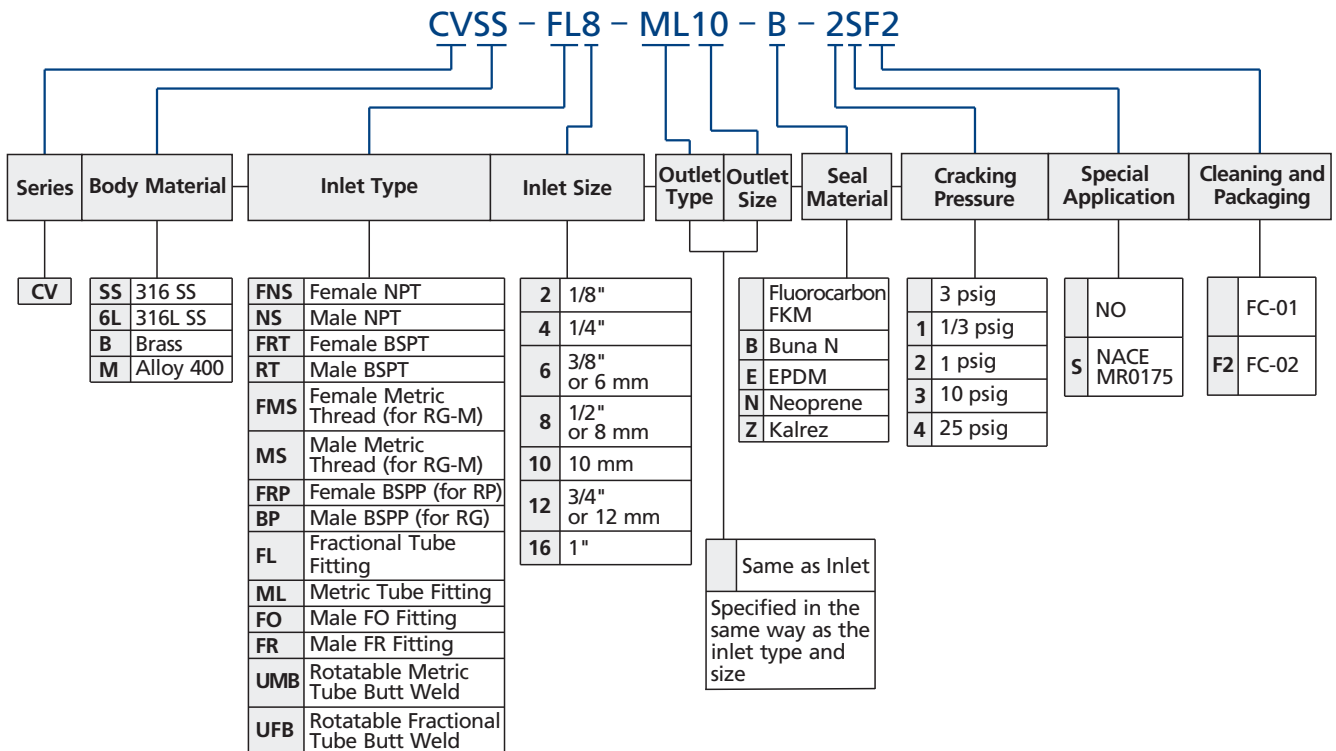 CVSS – FL8 – ML10 – B – 2SF2
Series
Body Material
Inlet Type
Inlet Size
Outlet
Type
Outlet
Size
Seal
Material
Cracking
Pressure
Special
Application
Cleaning and
Packaging
CV
SS 316 SS
6L 316L SS
B Brass
M Alloy 400
FNS Female NPT
NS Male NPT
FRT Female BSPT
RT Male BSPT
FMS Female Metric
Thread (for RG-M)
MS Male Metric
Thread (for RG-M)
FRP Female BSPP (for RP)
BP Male BSPP (for RG)
FL Fractional Tube
Fitting
ML Metric Tube Fitting
FO Male FO Fitting
FR Male FR Fitting
UMB Rotatable Metric
Tube Butt Weld
UFB Rotatable Fractional
Tube Butt Weld
2 1/8"
4 1/4"
6 3/8"
or 6 mm
8 1/2"
or 8 mm
10 10 mm
12 3/4"
or 12 mm
16 1"
Same as Inlet
Specified in the
same way as the
inlet type and
size
Fluorocarbon
FKM
B Buna N
E EPDM
N Neoprene
Z Kalrez
3 psig
1 1/3 psig
2 1 psig
3 10 psig
4 25 psig
NO
S NACE
MR0175
FC-01
F2 FC-02